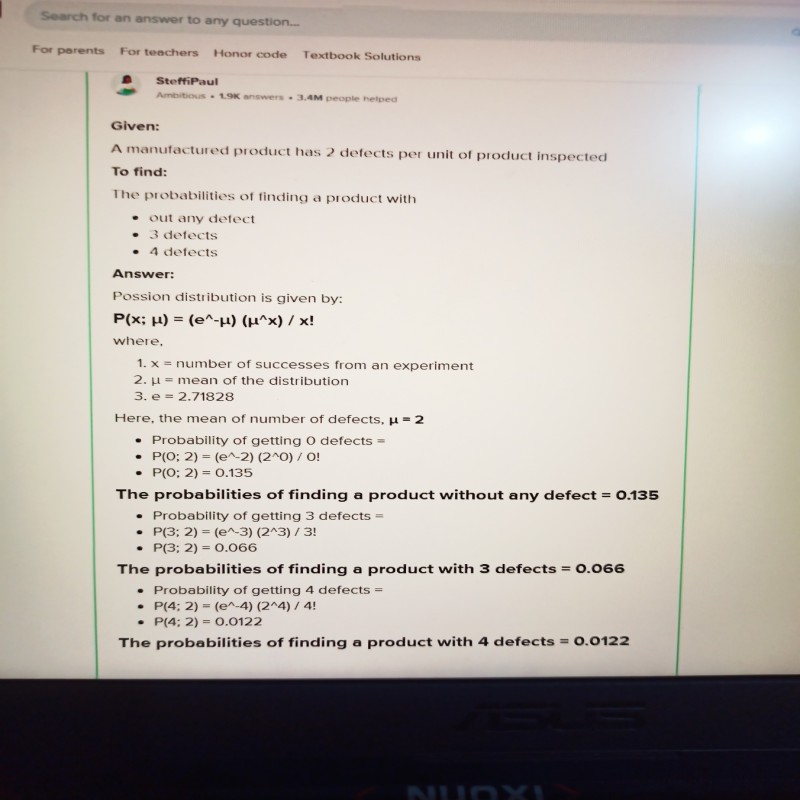 Search for an answer to any question...
For parents For teachers Honor code Textbook Solutions
SteffiPaul
Ambitious • 1.9K answers • 3.4M people helped
Given:
A manufactured product has 2 defects per unit of product inspected
To find:
The probabilities of finding a product with
• out any defect
• 3 defects
• 4 defects
Answer:
Possion distribution is given by:
P(x; μ) = (e^-μ) (μ^x) / x!
where,
1. x = number of successes from an experiment
2. μ = mean of the distribution
3. e = 2.71828
Here, the mean of number of defects, μ = 2
• Probability of getting 0 defects =
• P(0; 2) = (e^-2) (2^0) / 0!
• P(0; 2) = 0.135
The probabilities of finding a product without any defect = 0.135
• Probability of getting 3 defects =
• P(3; 2) = (e^-3) (2^3) / 3!
• P(3; 2) = 0.066
The probabilities of finding a product with 3 defects = 0.066
• Probability of getting 4 defects =
• P(4; 2) = (e^-4) (2^4) / 4!
• P(4; 2) = 0.0122
The probabilities of finding a product with 4 defects = 0.0122
ASUS